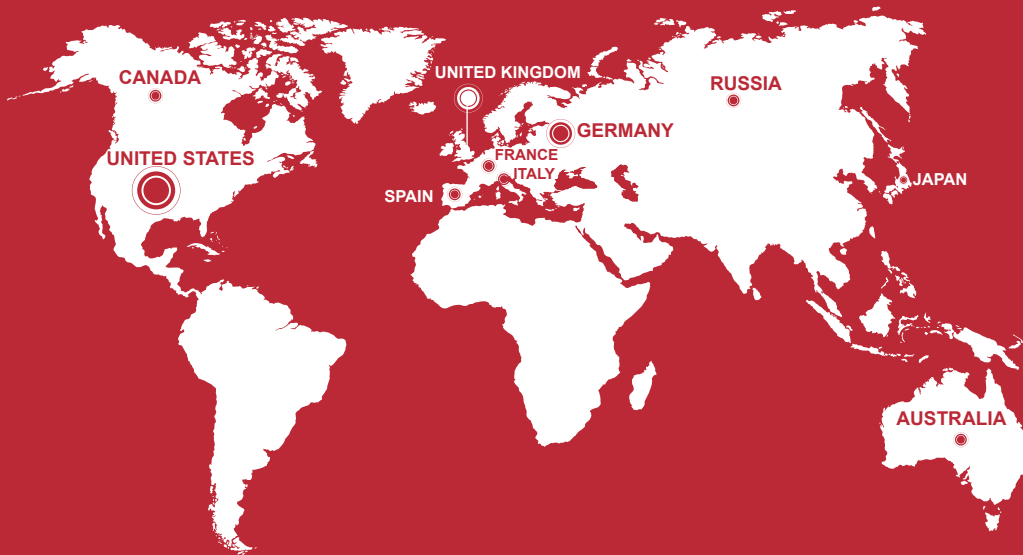 CANADA
UNITED KINGDOM
RUSSIA
GERMANY
UNITED STATES
FRANCE
ITALY
SPAIN
JAPAN
AUSTRALIA